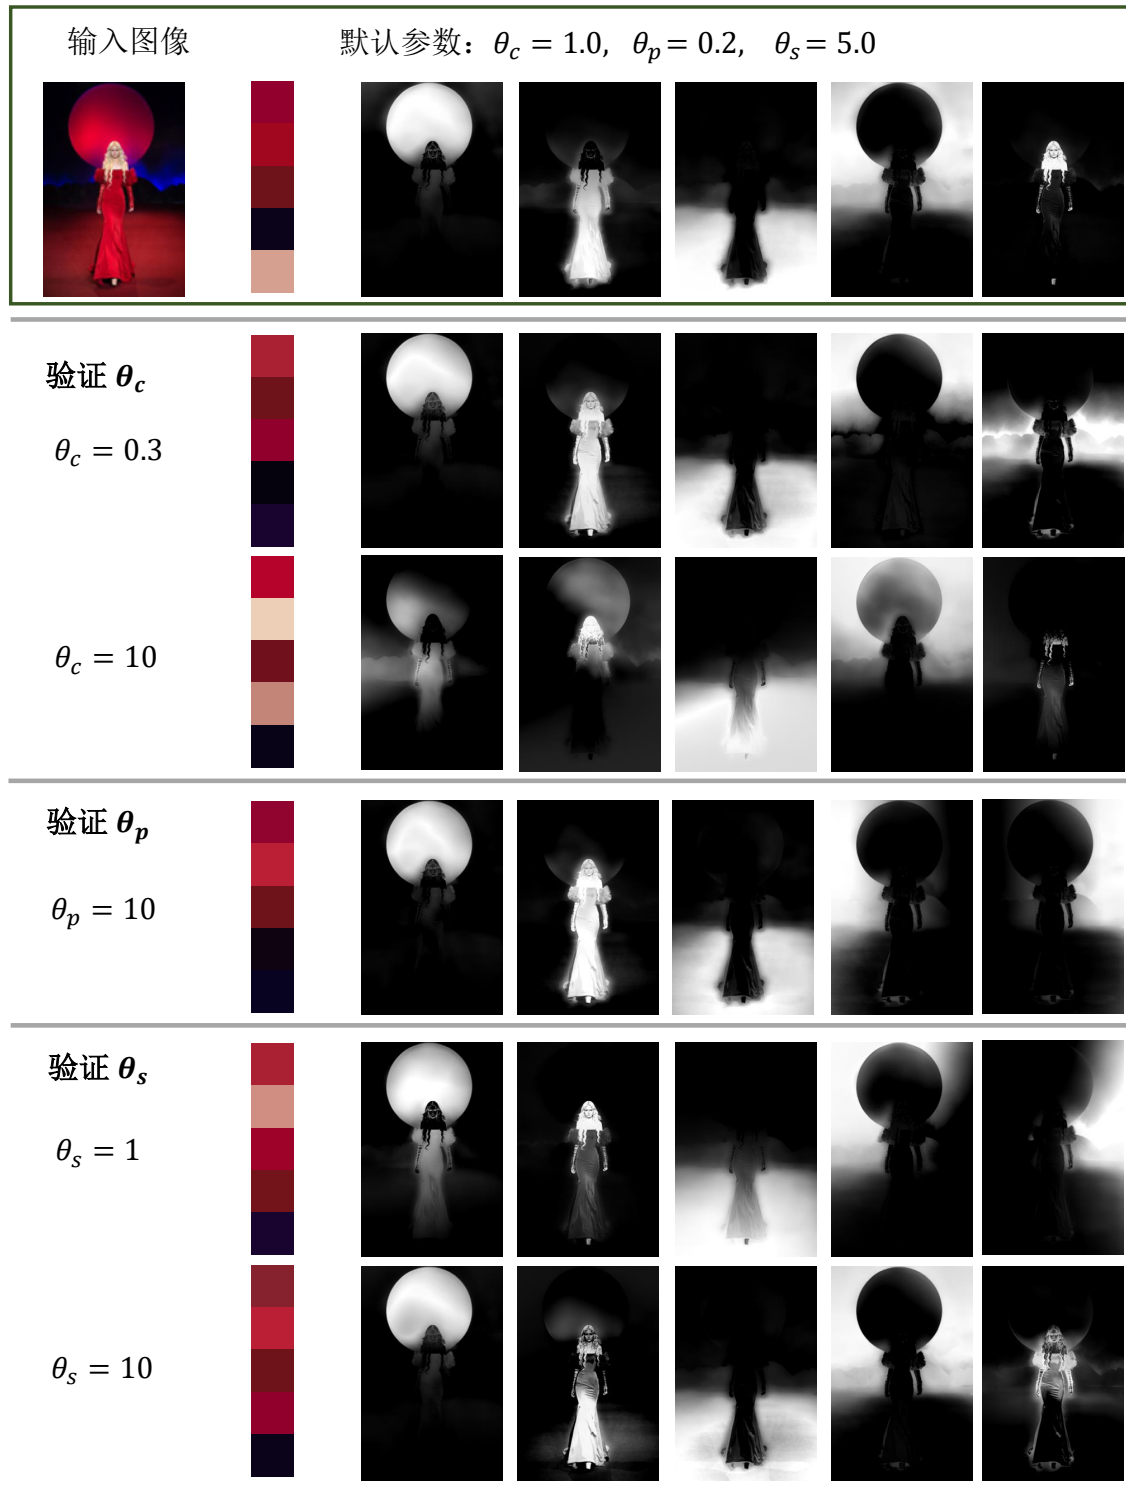 输入图像
默认参数：θc = 1.0, θp = 0.2, θs = 5.0
验证 θc
θc = 0.3
θc = 10
验证 θp
θp = 10
验证 θs
θs = 1
θs = 10